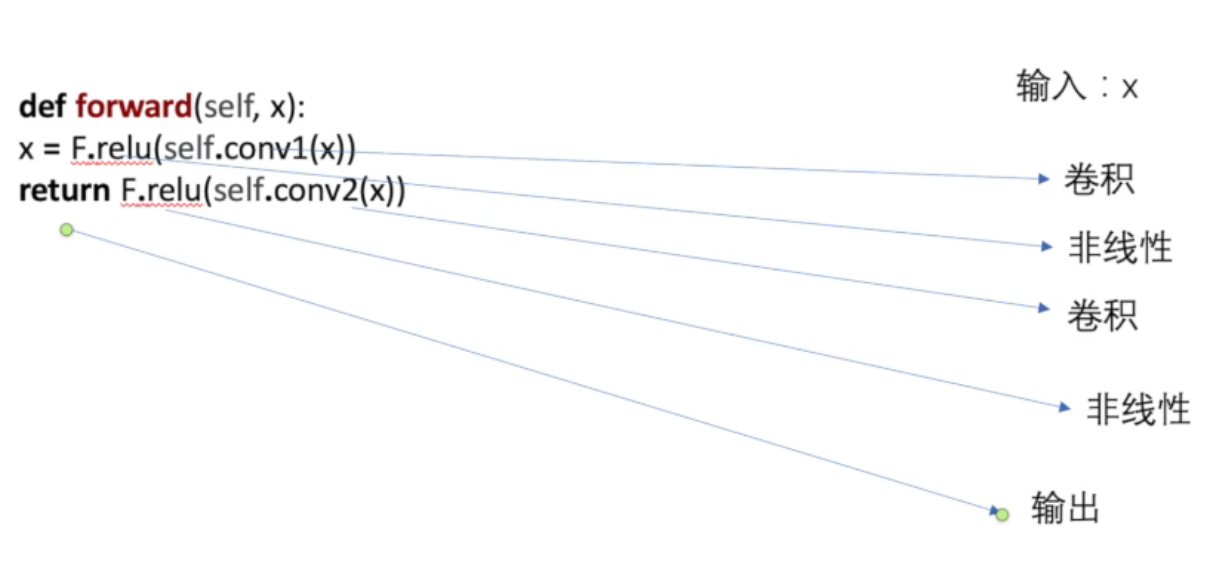 def forward(self, x):
x = F.relu(self.conv1(x))
return F.relu(self.conv2(x))
输入：x
卷积
非线性
卷积
非线性
输出